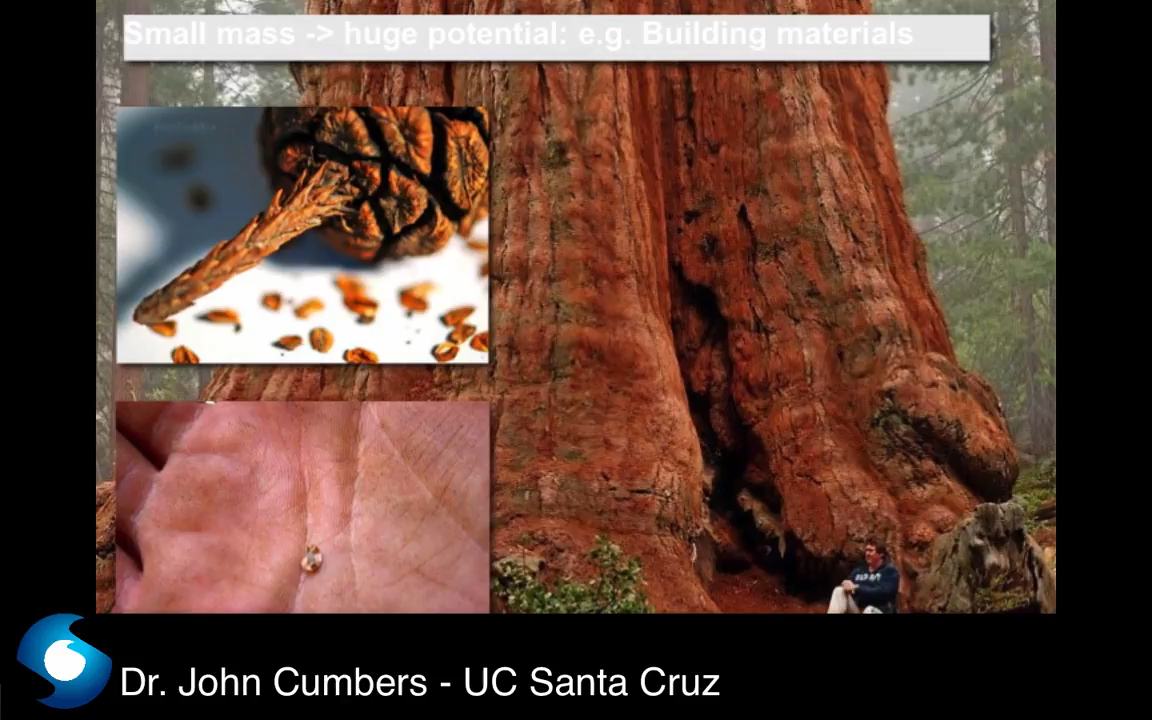 Small mass -> huge potential: e.g. Building materials
Dr. John Cumbers - UC Santa Cruz